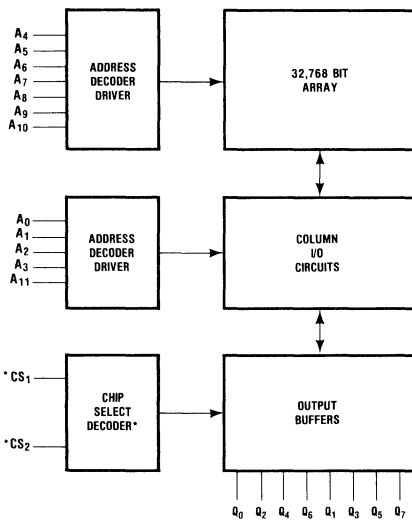 A4
A5
A6
A7
A8
A9
A10
ADDRESS
DECODER
DRIVER
32,768 BIT
ARRAY
A0
A1
A2
A3
A11
ADDRESS
DECODER
DRIVER
COLUMN
I/O
CIRCUITS
*CS1
*CS2
CHIP
SELECT
DECODER*
OUTPUT
BUFFERS
Q0 Q2 Q4 Q6 Q1 Q3 Q5 Q7